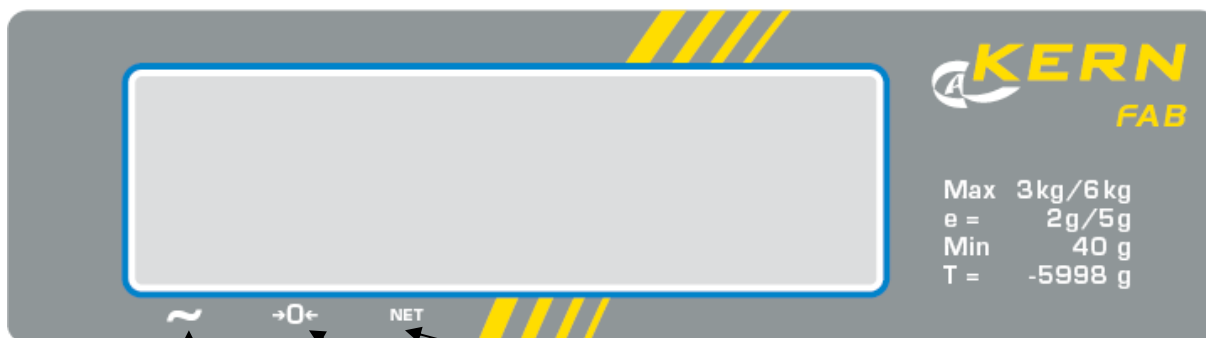 KERN
FAB
Max 3kg/6kg
e = 2g/5g
Min 40 g
T = -5998 g
~ →0← NET